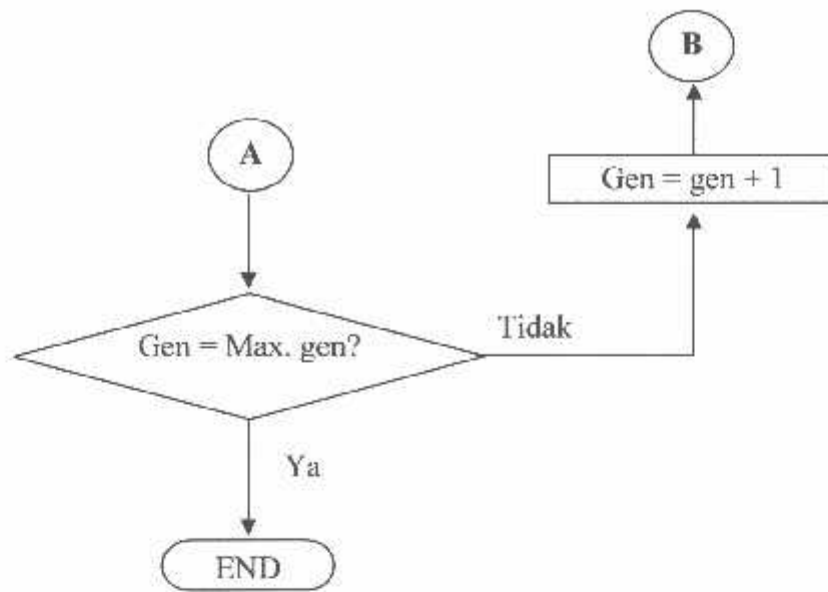 B
A
Gen = gen + 1
Tidak
Gen = Max. gen?
Ya
END